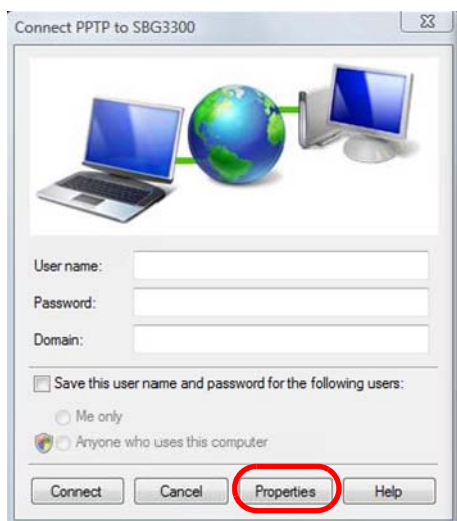 Connect PPTP to SBG3300
User name:
Password:
Domain:
Save this user name and password for the following users:
Me only
Anyone who uses this computer
Connect Cancel Properties Help